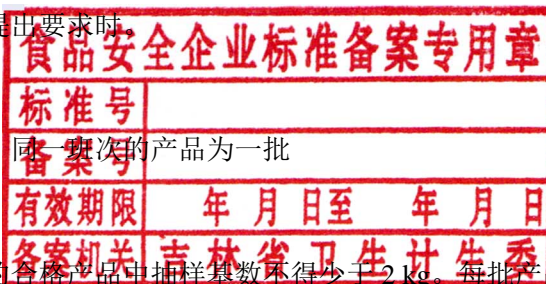 提出要求时。
食品安全企业标准备案专用章
标准号
备案号
同一班次的产品为一批
有效期限 年 月 日至 年 月 日
备案机关 吉林省卫生计生委
的合格产品中抽样基数不得少于 2 kg。每批产